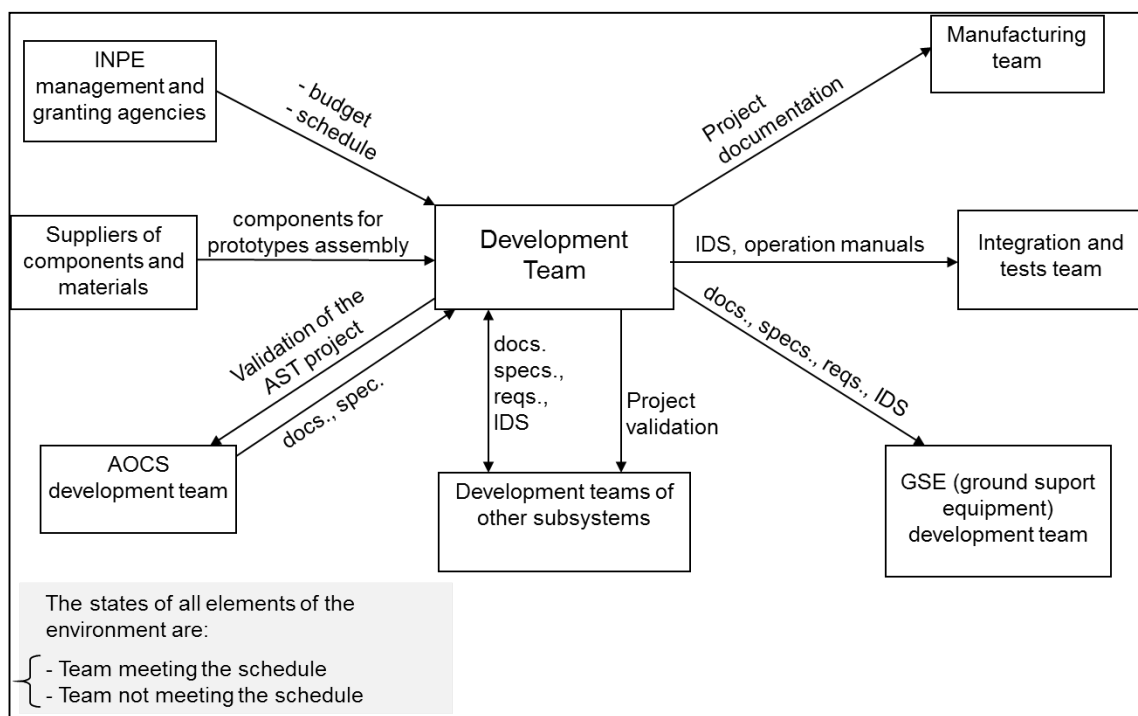 INPE
management and
granting agencies
- budget
- schedule
Project
documentation
Manufacturing
team
Suppliers of
components and
materials
components for
prototypes assembly
Development
Team
IDS, operation manuals
Integration and
tests team
Validation of the
AST project
docs., spec.
docs.
specs.,
reqs.,
IDS
Project
validation
docs., specs., reqs., IDS
AOCS
development team
Development teams of
other subsystems
GSE (ground suport
equipment)
development team
The states of all elements of the
environment are:
- Team meeting the schedule
- Team not meeting the schedule